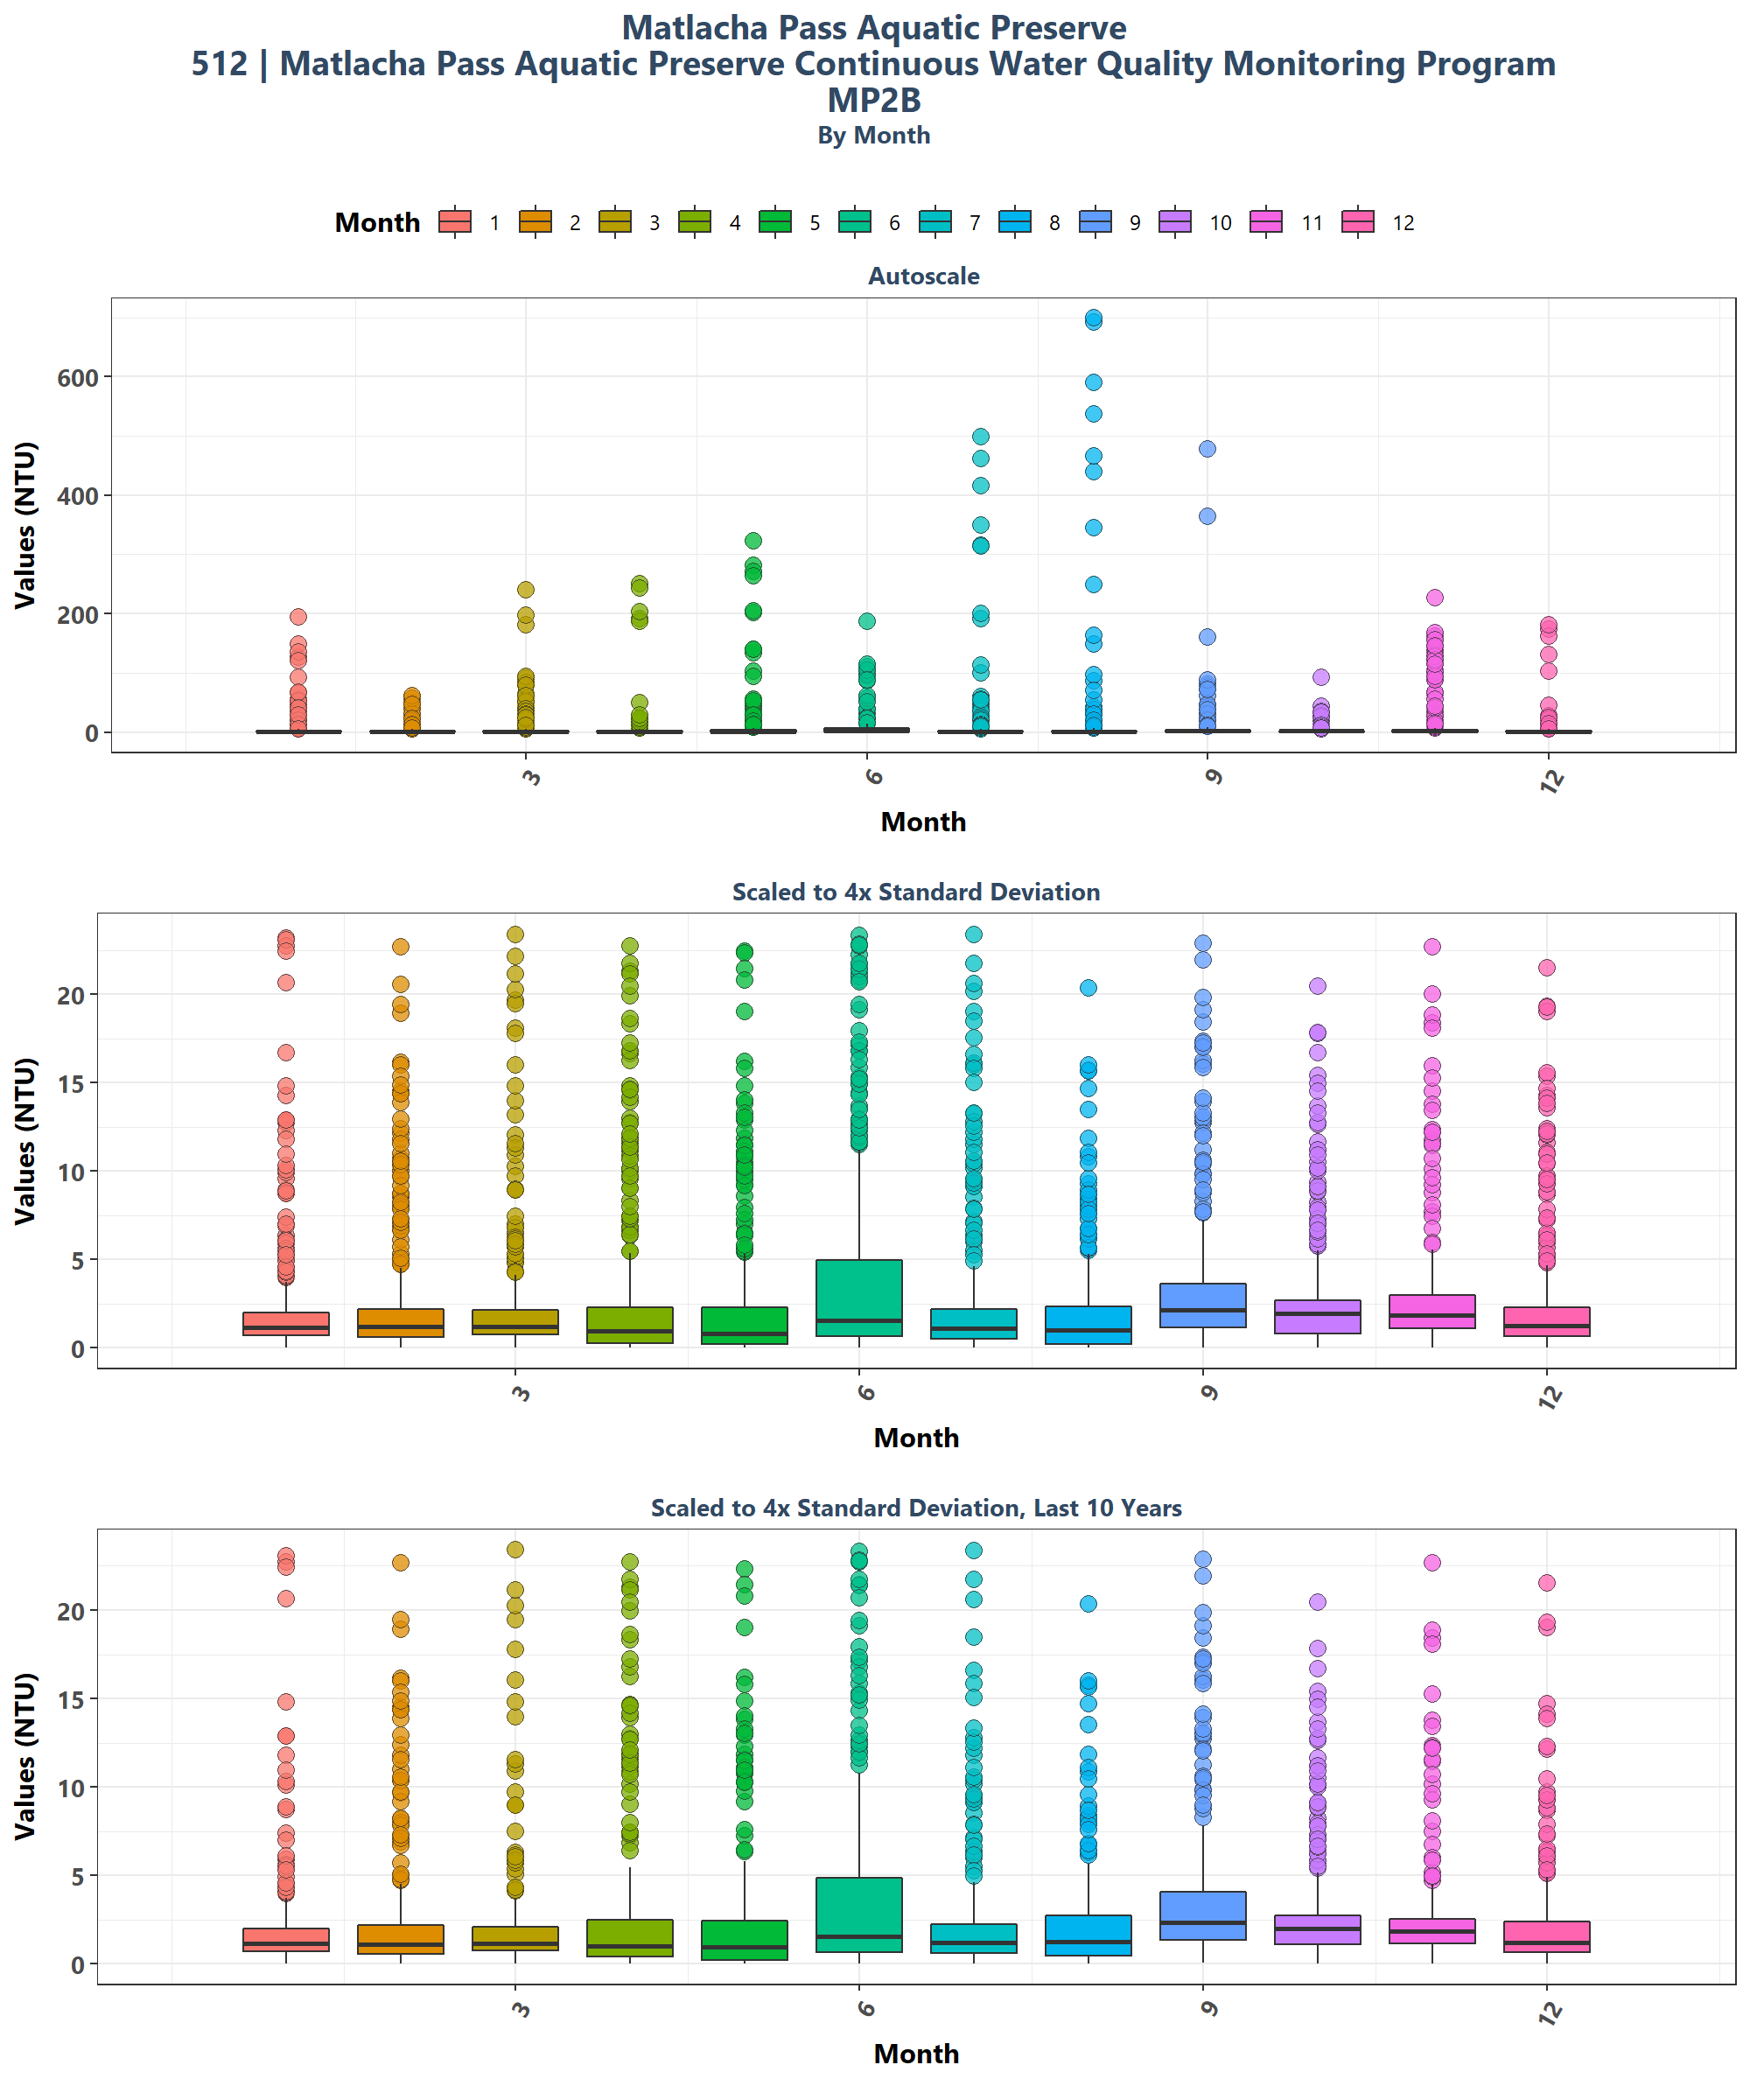 Matlacha Pass Aquatic Preserve
512 | Matlacha Pass Aquatic Preserve Continuous Water Quality Monitoring Program
MP2B
By Month
Month 1 2 3 4 5 6 7 8 9 10 11 12
Autoscale
Values (NTU)
600
400
200
0
3 6 9 12
Month
Scaled to 4x Standard Deviation
Values (NTU)
20
15
10
5
0
3 6 9 12
Month
Scaled to 4x Standard Deviation, Last 10 Years
Values (NTU)
20
15
10
5
0
3 6 9 12
Month